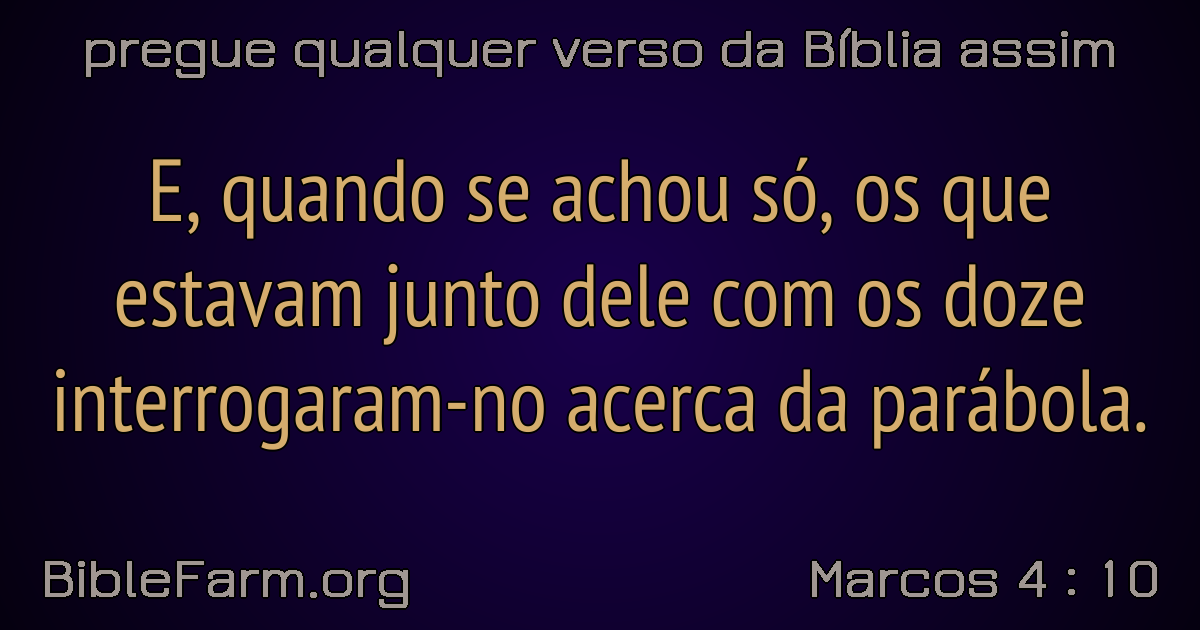 pregue qualquer verso da Bíblia assim
E, quando se achou só, os que
estavam junto dele com os doze
interrogaram-no acerca da parábola.
BibleFarm.org
Marcos 4 : 10